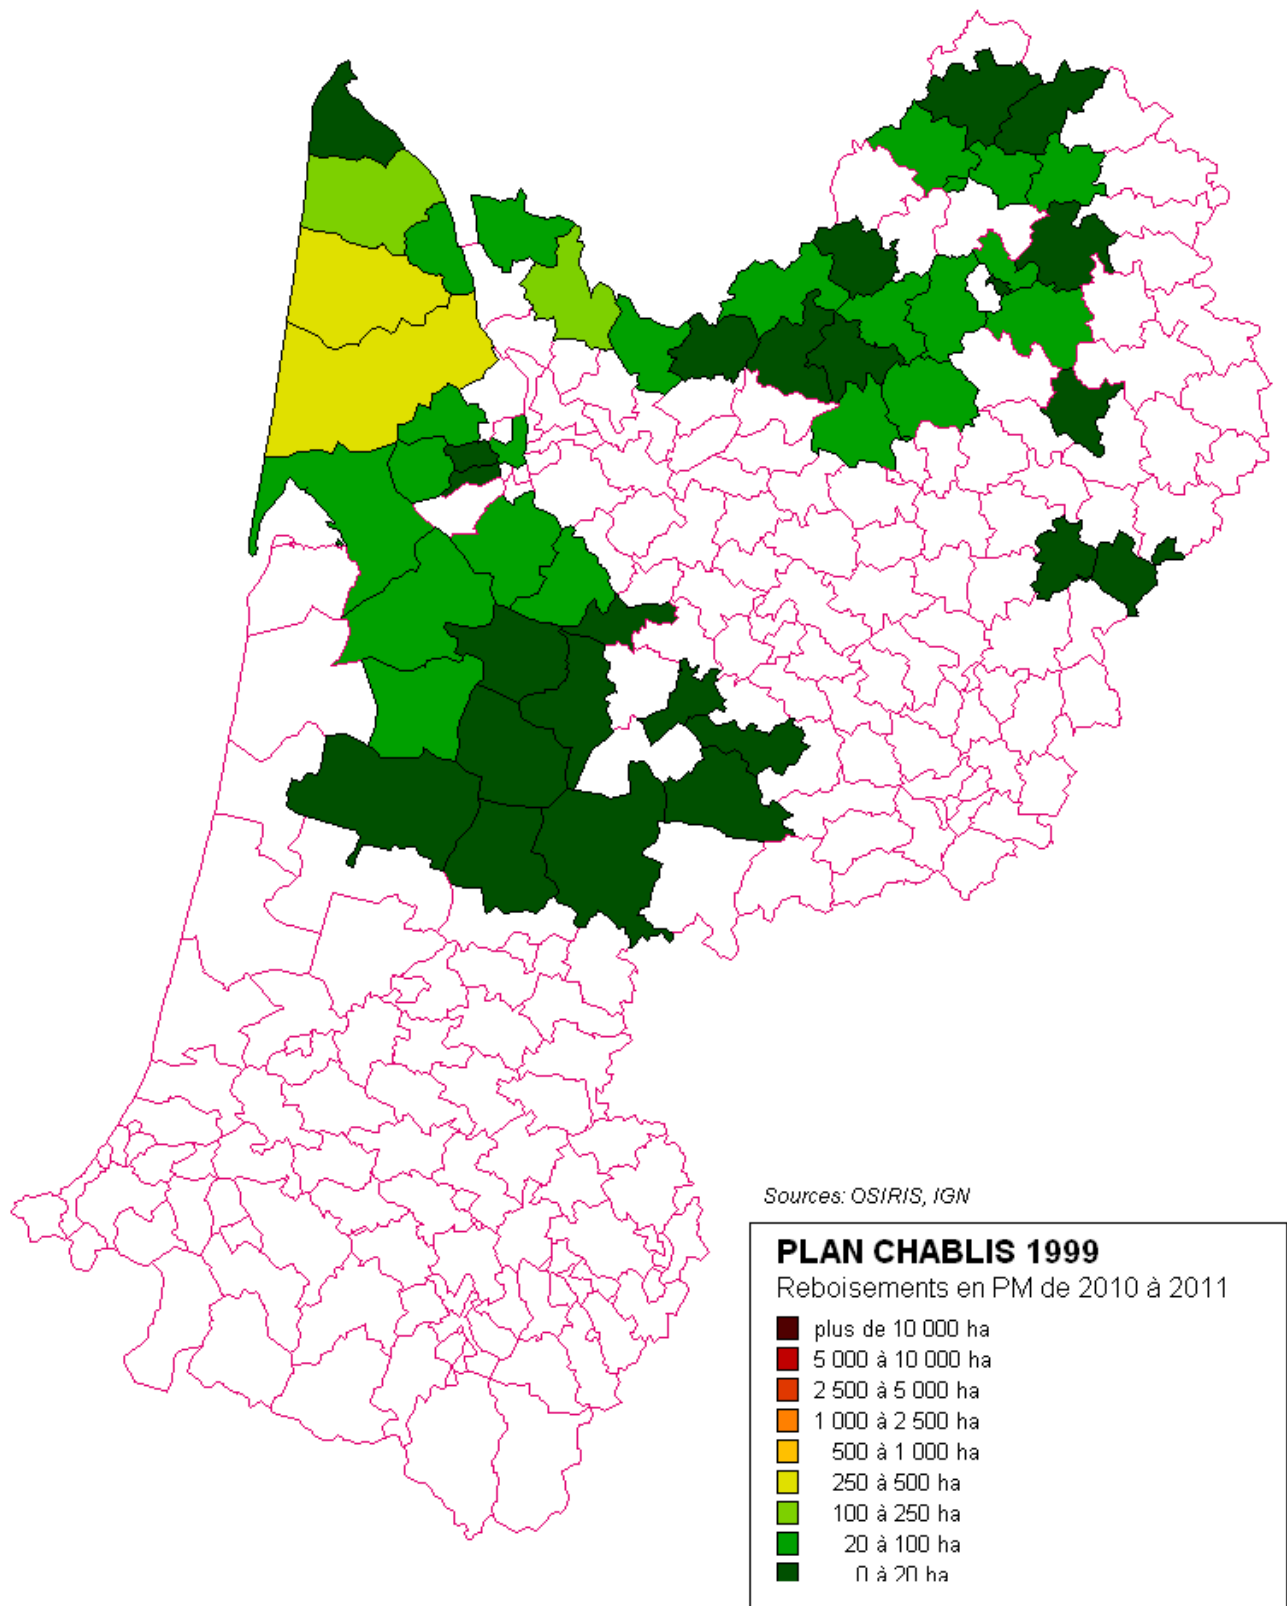 Sources: OSIRIS, IGN
PLAN CHABLIS 1999
Reboisements en PM de 2010 à 2011
plus de 10 000 ha
5 000 à 10 000 ha
2 500 à 5 000 ha
1 000 à 2 500 ha
500 à 1 000 ha
250 à 500 ha
100 à 250 ha
20 à 100 ha
0 à 20 ha